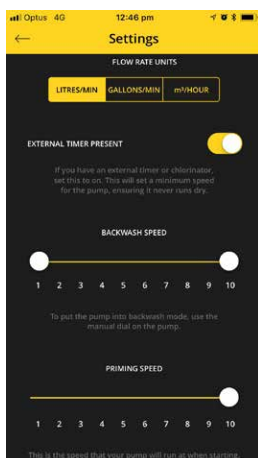 Optus 4G 12:46 pm
Settings
FLOW RATE UNITS
LITRES/MIN GALLONS/MIN m³/HOUR
EXTERNAL TIMER PRESENT
If you have an external timer or chlorinator,
set this to on. This will set a minimum speed
for the pump, ensuring it never runs dry.
BACKWASH SPEED
1 2 3 4 5 6 7 8 9 10
To put the pump into backwash mode, use the
manual dial on the pump.
PRIMING SPEED
1 2 3 4 5 6 7 8 9 10
This is the speed that your pump will run at when starting.